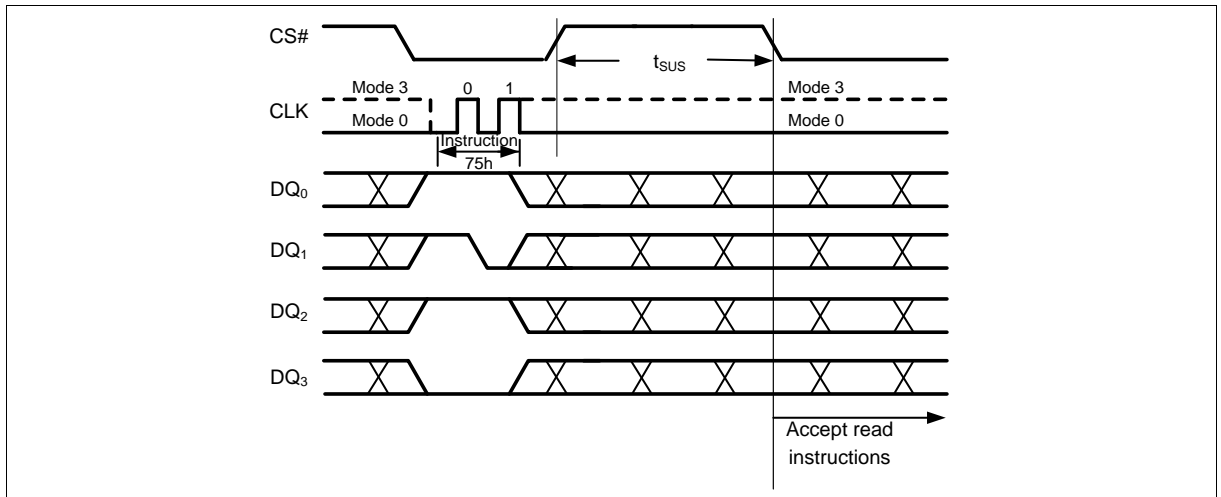 CS#
tSUS
Mode 3 0 1 Mode 3
CLK
Mode 0 Mode 0
Instruction
75h
DQ0
DQ1
DQ2
DQ3
Accept read
instructions